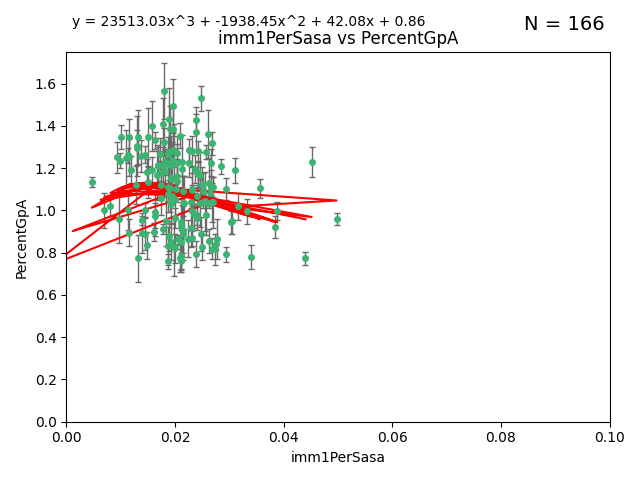 y = 23513.03x^3 + -1938.45x^2 + 42.08x + 0.86
N = 166
imm1PerSasa vs PercentGpA
1.6
1.4
1.2
1.0
0.8
0.6
0.4
0.2
0.0
PercentGpA
0.00 0.02 0.04 0.06 0.08 0.10
imm1PerSasa